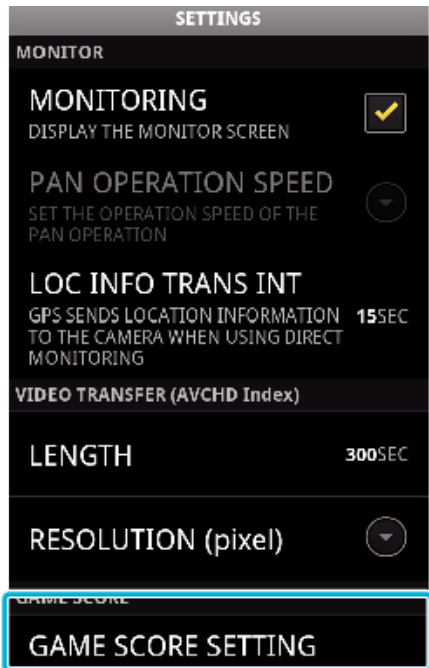 SETTINGS
MONITOR
MONITORING
DISPLAY THE MONITOR SCREEN
PAN OPERATION SPEED
SET THE OPERATION SPEED OF THE
PAN OPERATION
LOC INFO TRANS INT
GPS SENDS LOCATION INFORMATION 15SEC
TO THE CAMERA WHEN USING DIRECT
MONITORING
VIDEO TRANSFER (AVCHD Index)
LENGTH 300SEC
RESOLUTION (pixel)
GAME SCORE
GAME SCORE SETTING